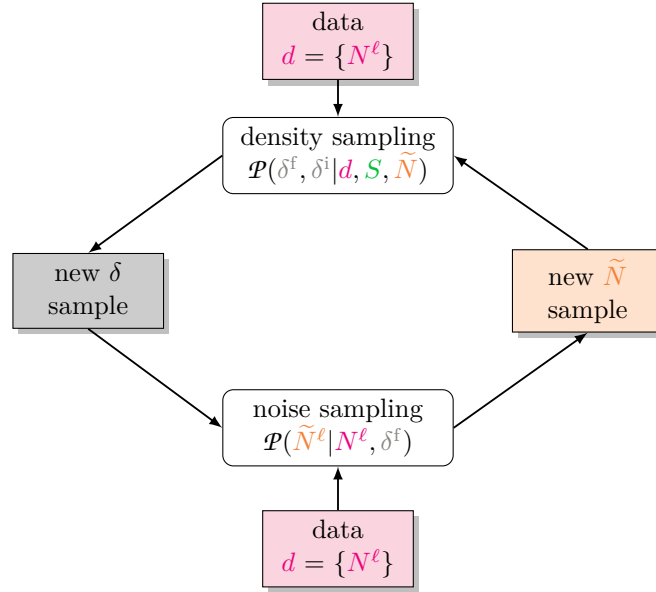 data
d = {N^ℓ}
density sampling
𝒫(δ^f, δ^i|d, S, Ñ)
new δ
sample
new Ñ
sample
noise sampling
𝒫(Ñ^ℓ|N^ℓ, δ^f)
data
d = {N^ℓ}